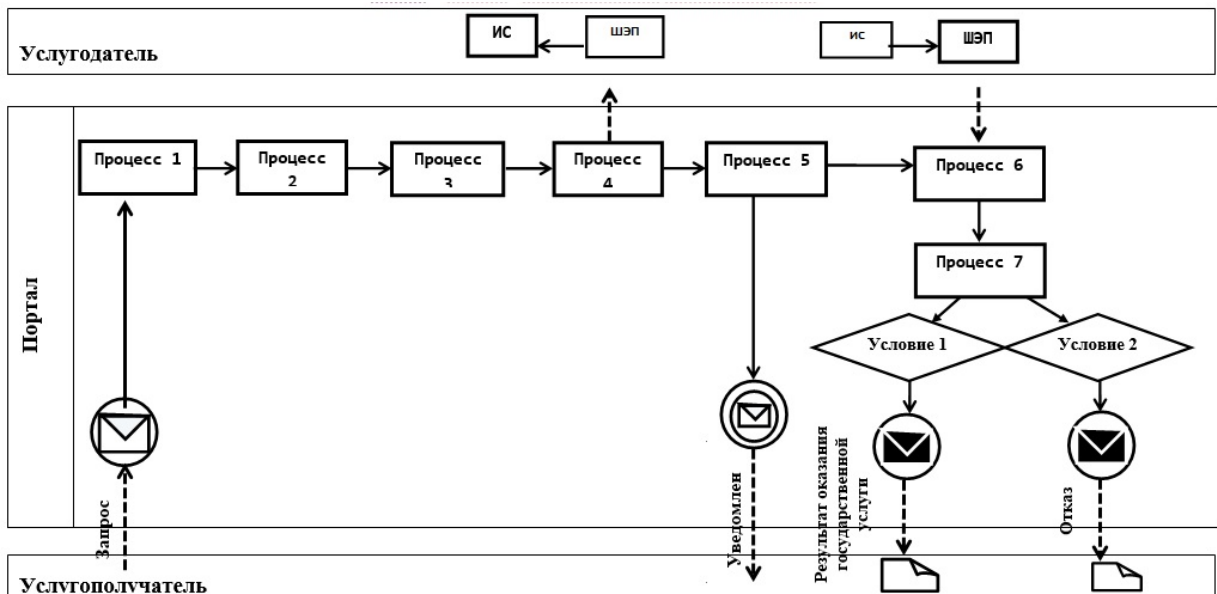 ИС
ШЭП
ИС
ШЭП
Услугодатель
Процесс 1
Процесс
2
Процесс
3
Процесс
4
Процесс 5
Процесс 6
Процесс 7
Портал
Условие 1
Условие 2
Запрос
Уведомлен
Результат оказания
государственной
услуги
Отказ
Услугополучатель